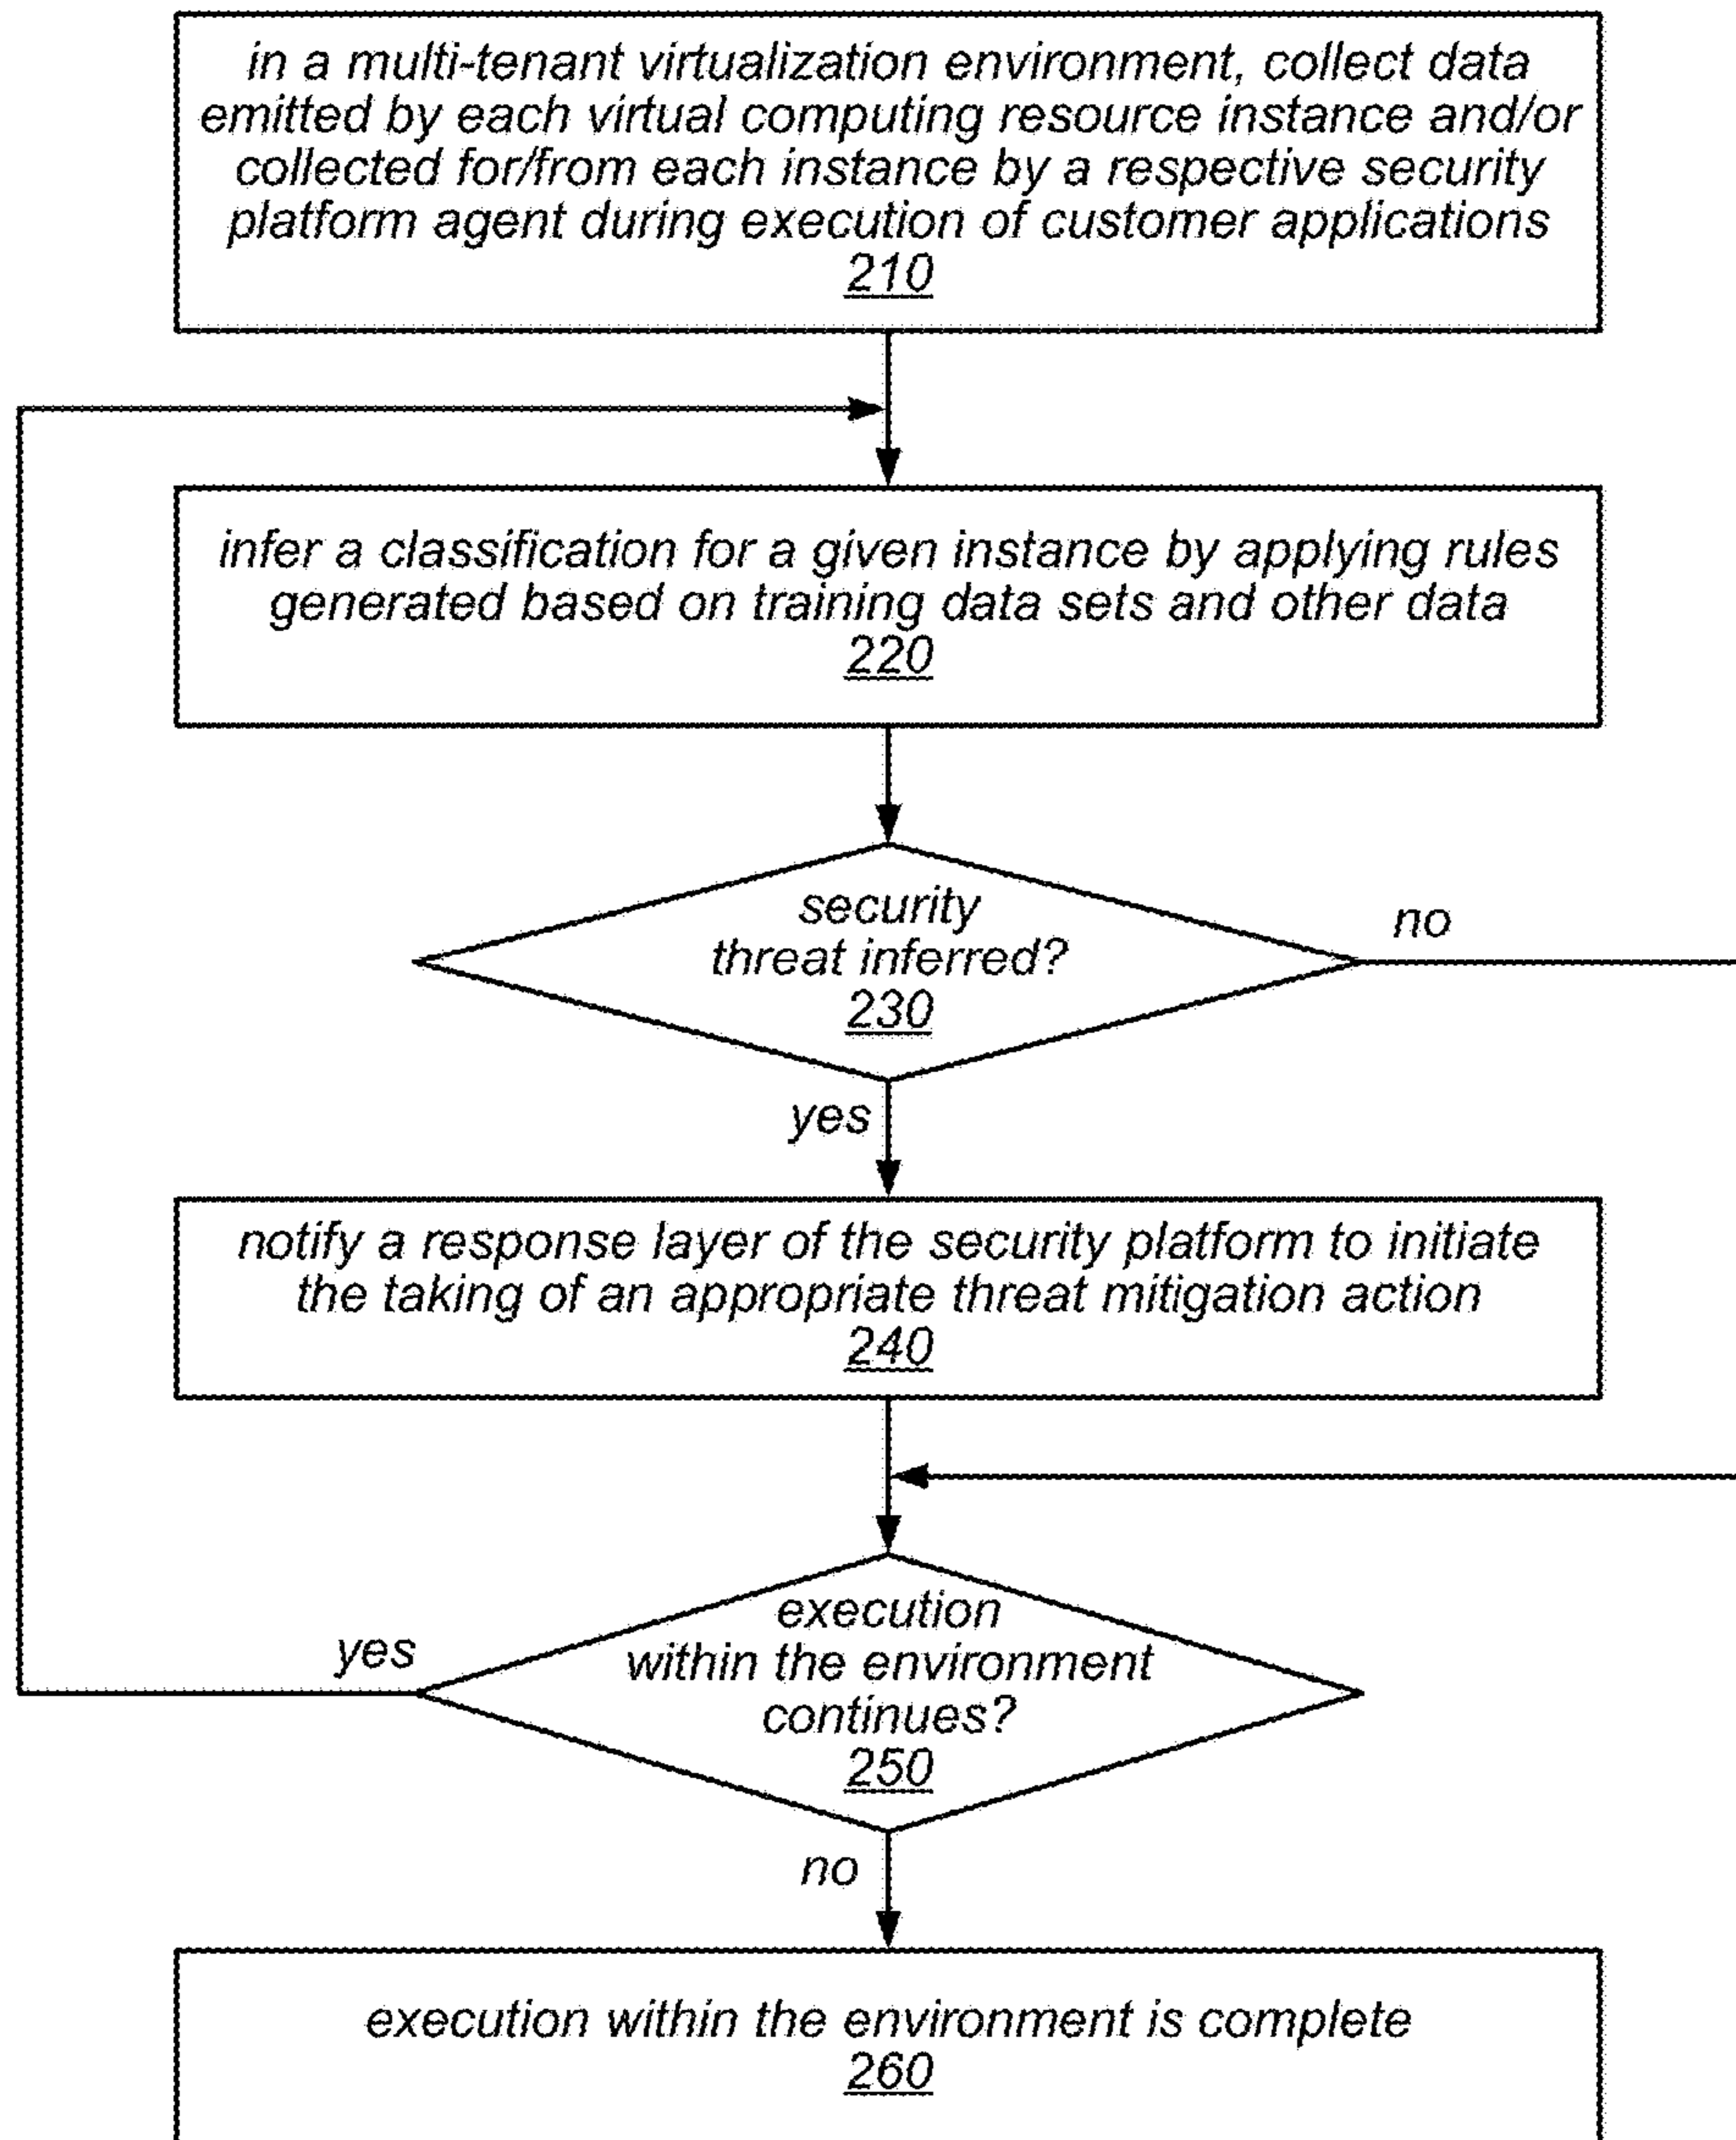 in a multi-tenant virtualization environment, collect data
emitted by each virtual computing resource instance and/or
collected for/from each instance by a respective security
platform agent during execution of customer applications
210
infer a classification for a given instance by applying rules
generated based on training data sets and other data
220
security
threat inferred?
230
no
yes
notify a response layer of the security platform to initiate
the taking of an appropriate threat mitigation action
240
execution
within the environment
continues?
250
yes
no
execution within the environment is complete
260